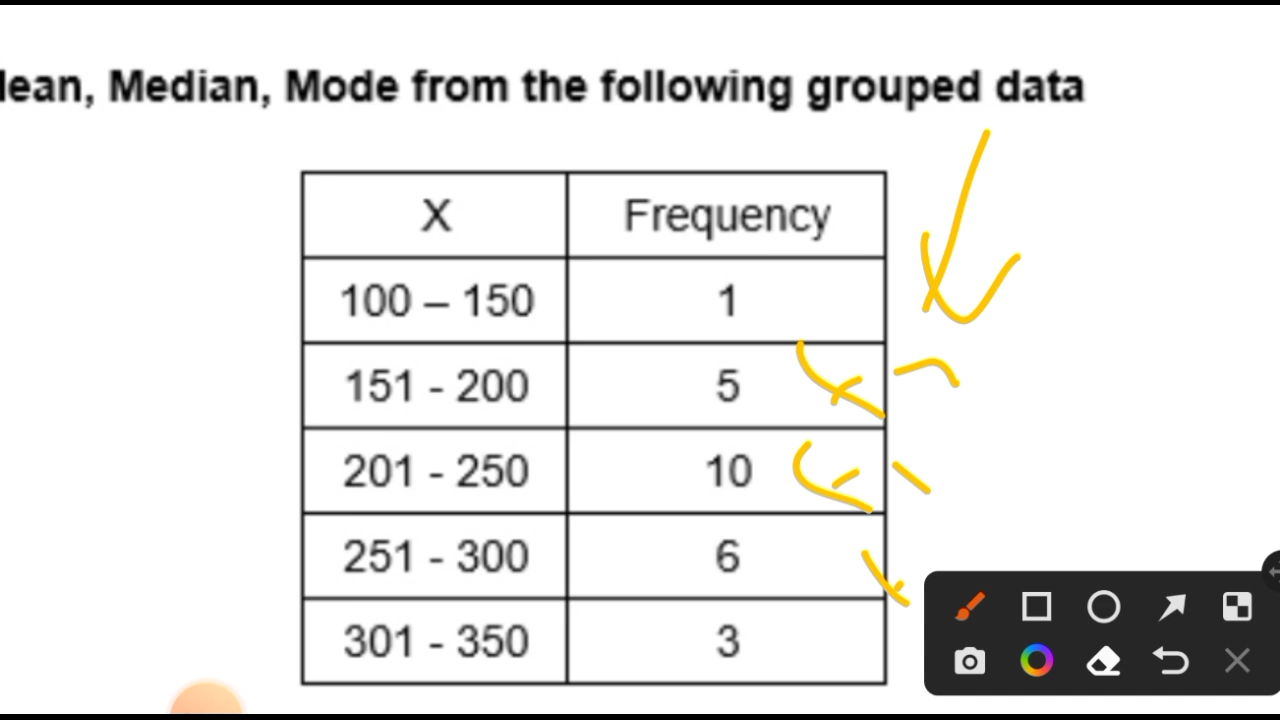 lean, Median, Mode from the following grouped data
X Frequency
100 – 150 1
151 - 200 5
201 - 250 10
251 - 300 6
301 - 350 3